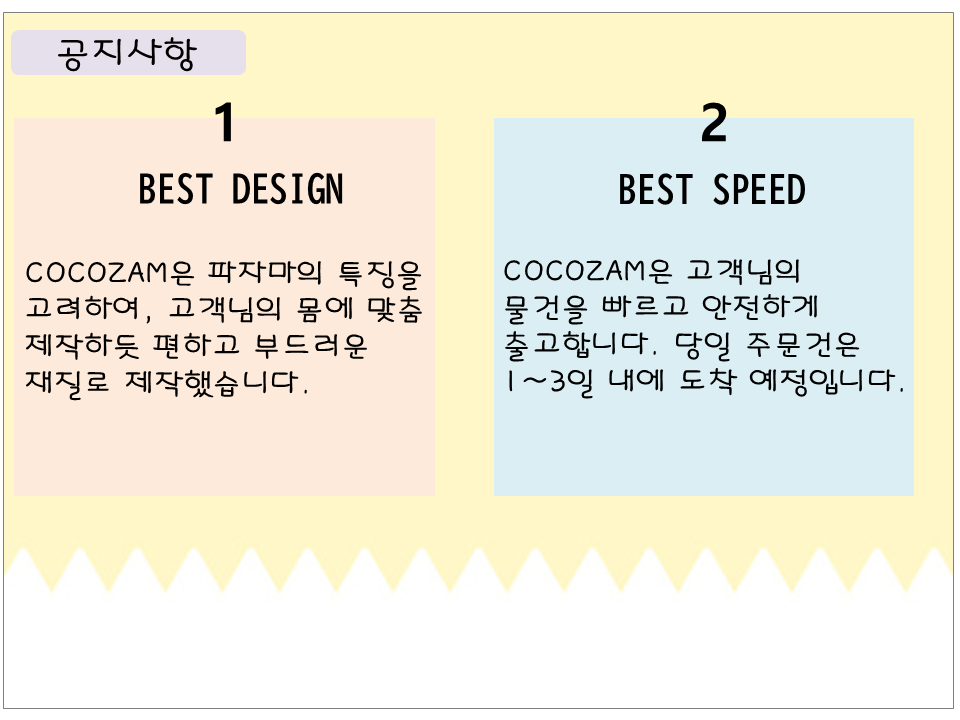 공지사항
1
BEST DESIGN
COCOZAM은 파자마의 특징을
고려하여, 고객님의 몸에 맞춤
제작하듯 편하고 부드러운
재질로 제작했습니다.
2
BEST SPEED
COCOZAM은 고객님의
물건을 빠르고 안전하게
출고합니다. 당일 주문건은
1~3일 내에 도착 예정입니다.